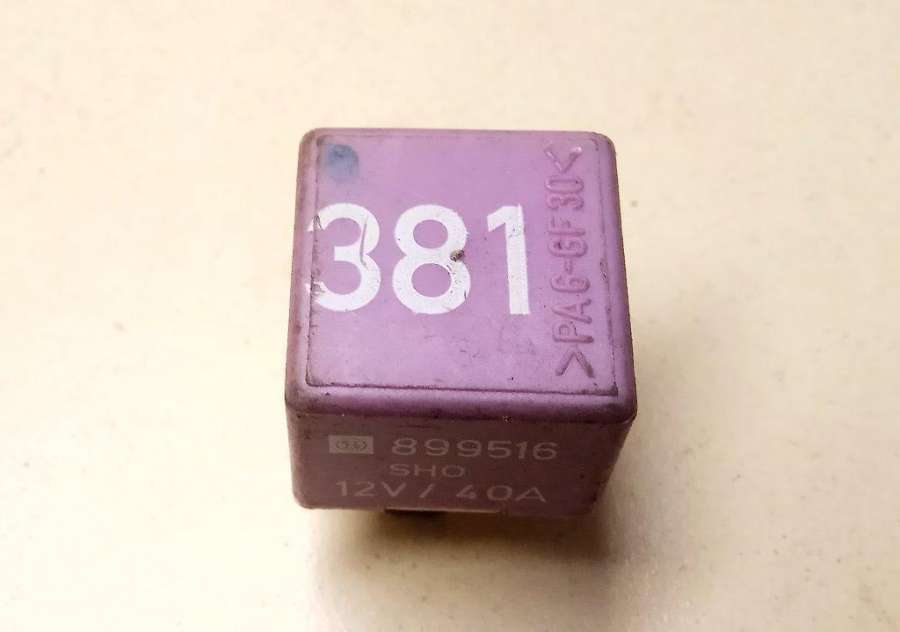 381
>PA6-GF30<
899516
SHO
12V / 40A